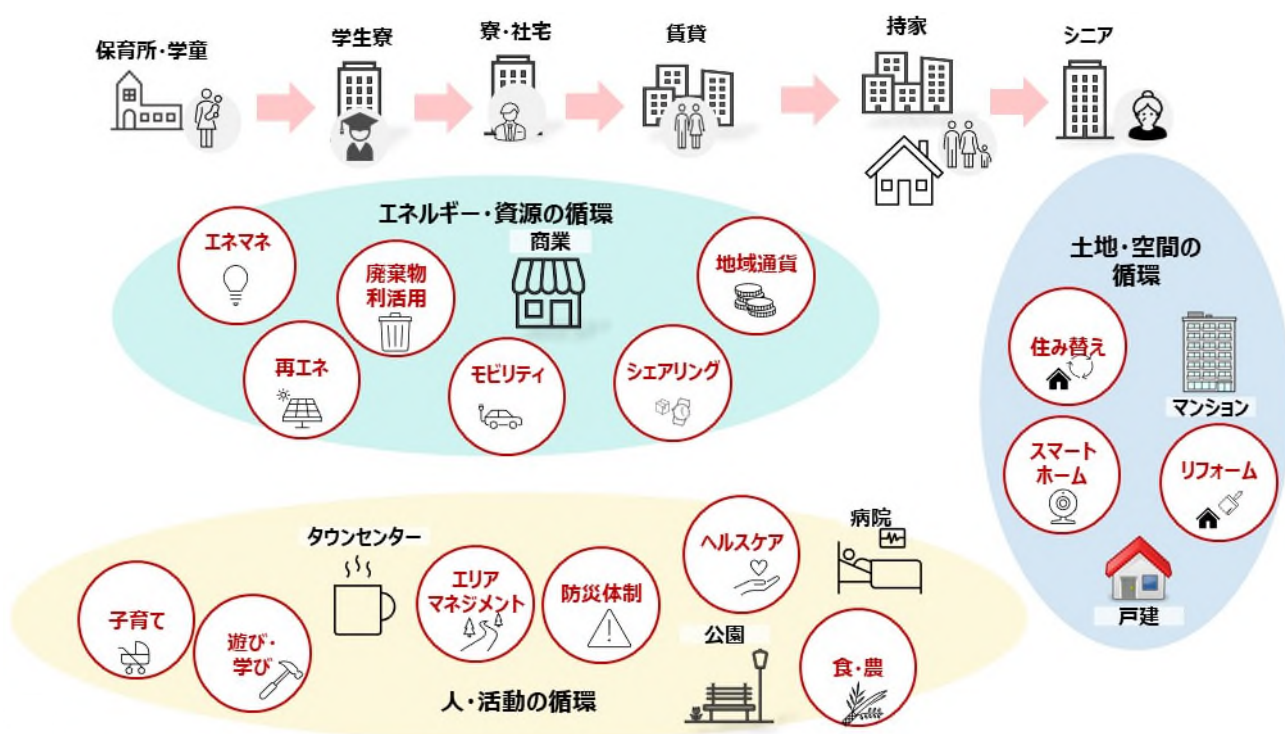 保育所・学童
学生寮
寮・社宅
賃貸
持家
シニア
エネルギー・資源の循環
商業
エネマネ
廃棄物
利活用
地域通貨
再エネ
モビリティ
シェアリング
土地・空間の
循環
住み替え
マンション
スマート
ホーム
リフォーム
戸建
タウンセンター
エリア
マネジメント
防災体制
ヘルスケア
病院
子育て
遊び・
学び
公園
食・農
人・活動の循環